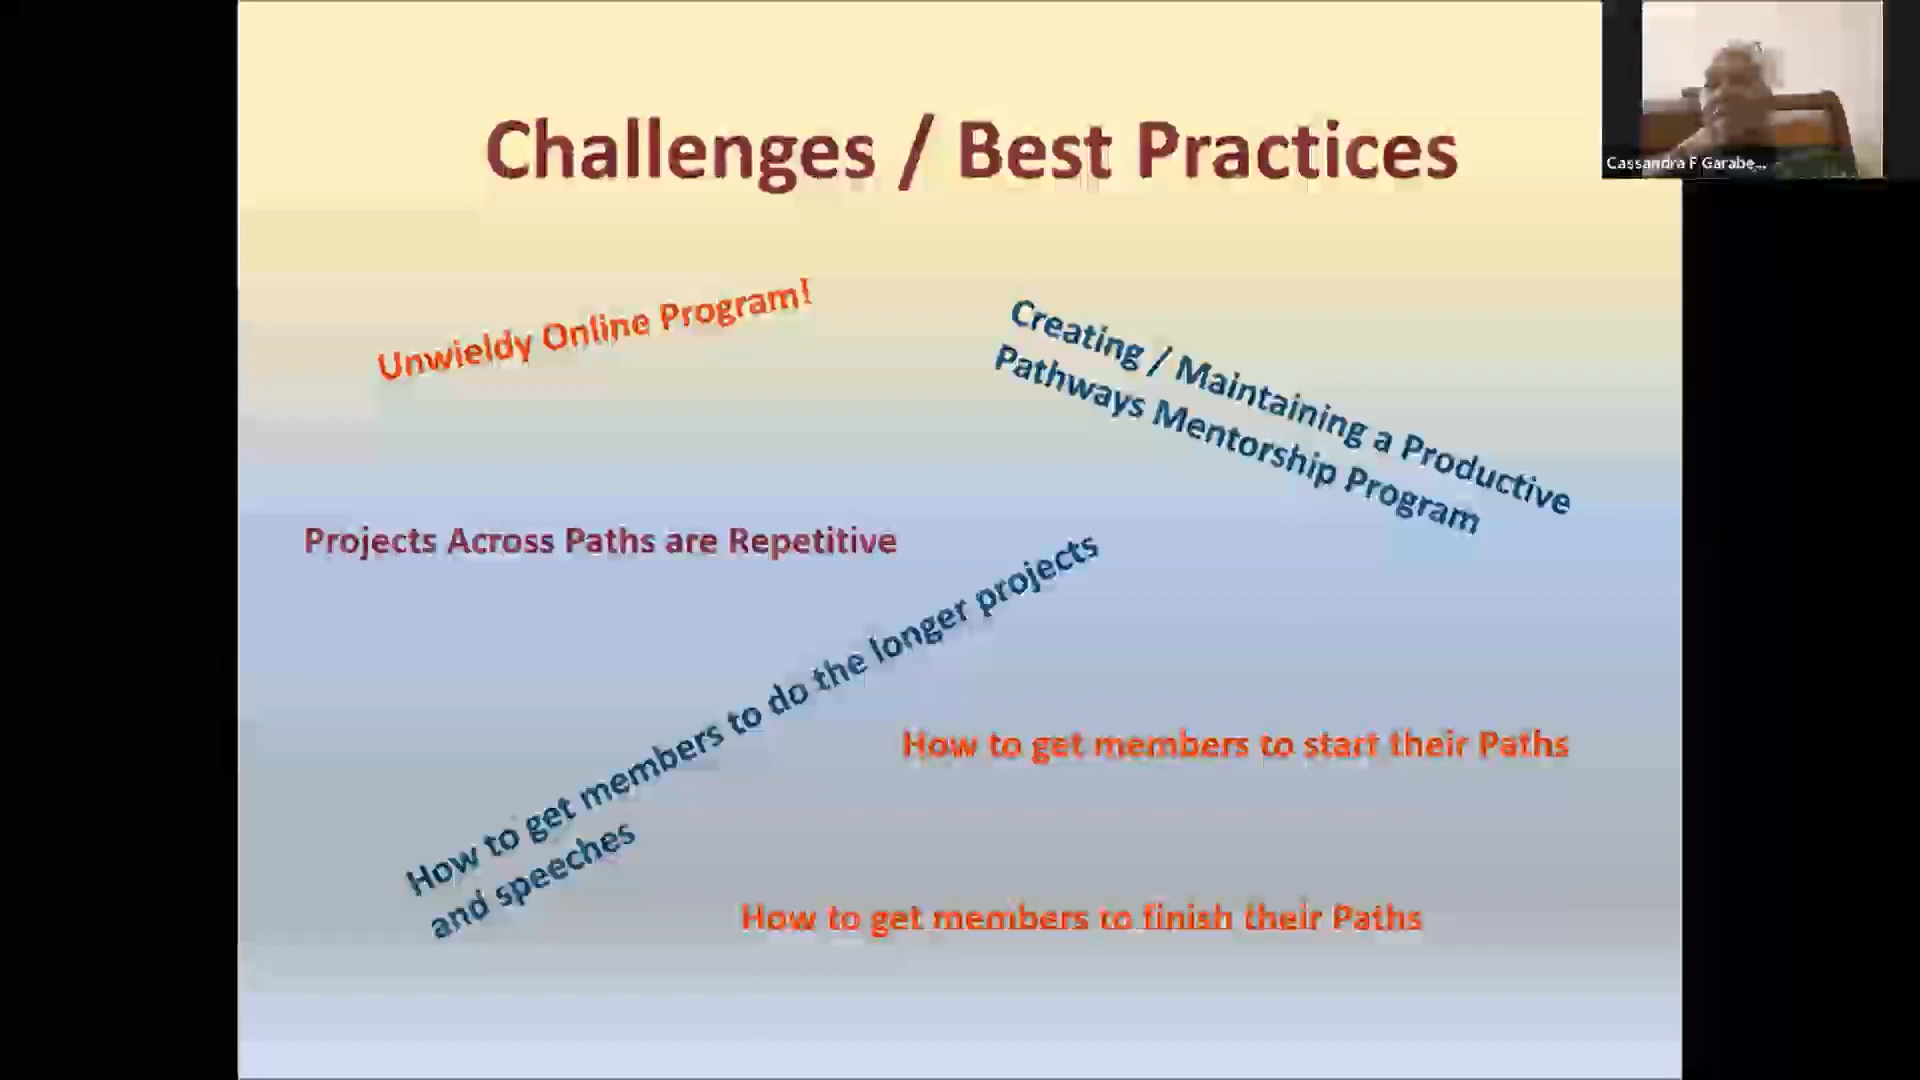 Challenges / Best Practices
Cassandra F Garabe...
Unwieldy Online Program!
Creating / Maintaining a Productive
Pathways Mentorship Program
Projects Across Paths are Repetitive
How to get members to do the longer projects
and speeches
How to get members to start their Paths
How to get members to finish their Paths